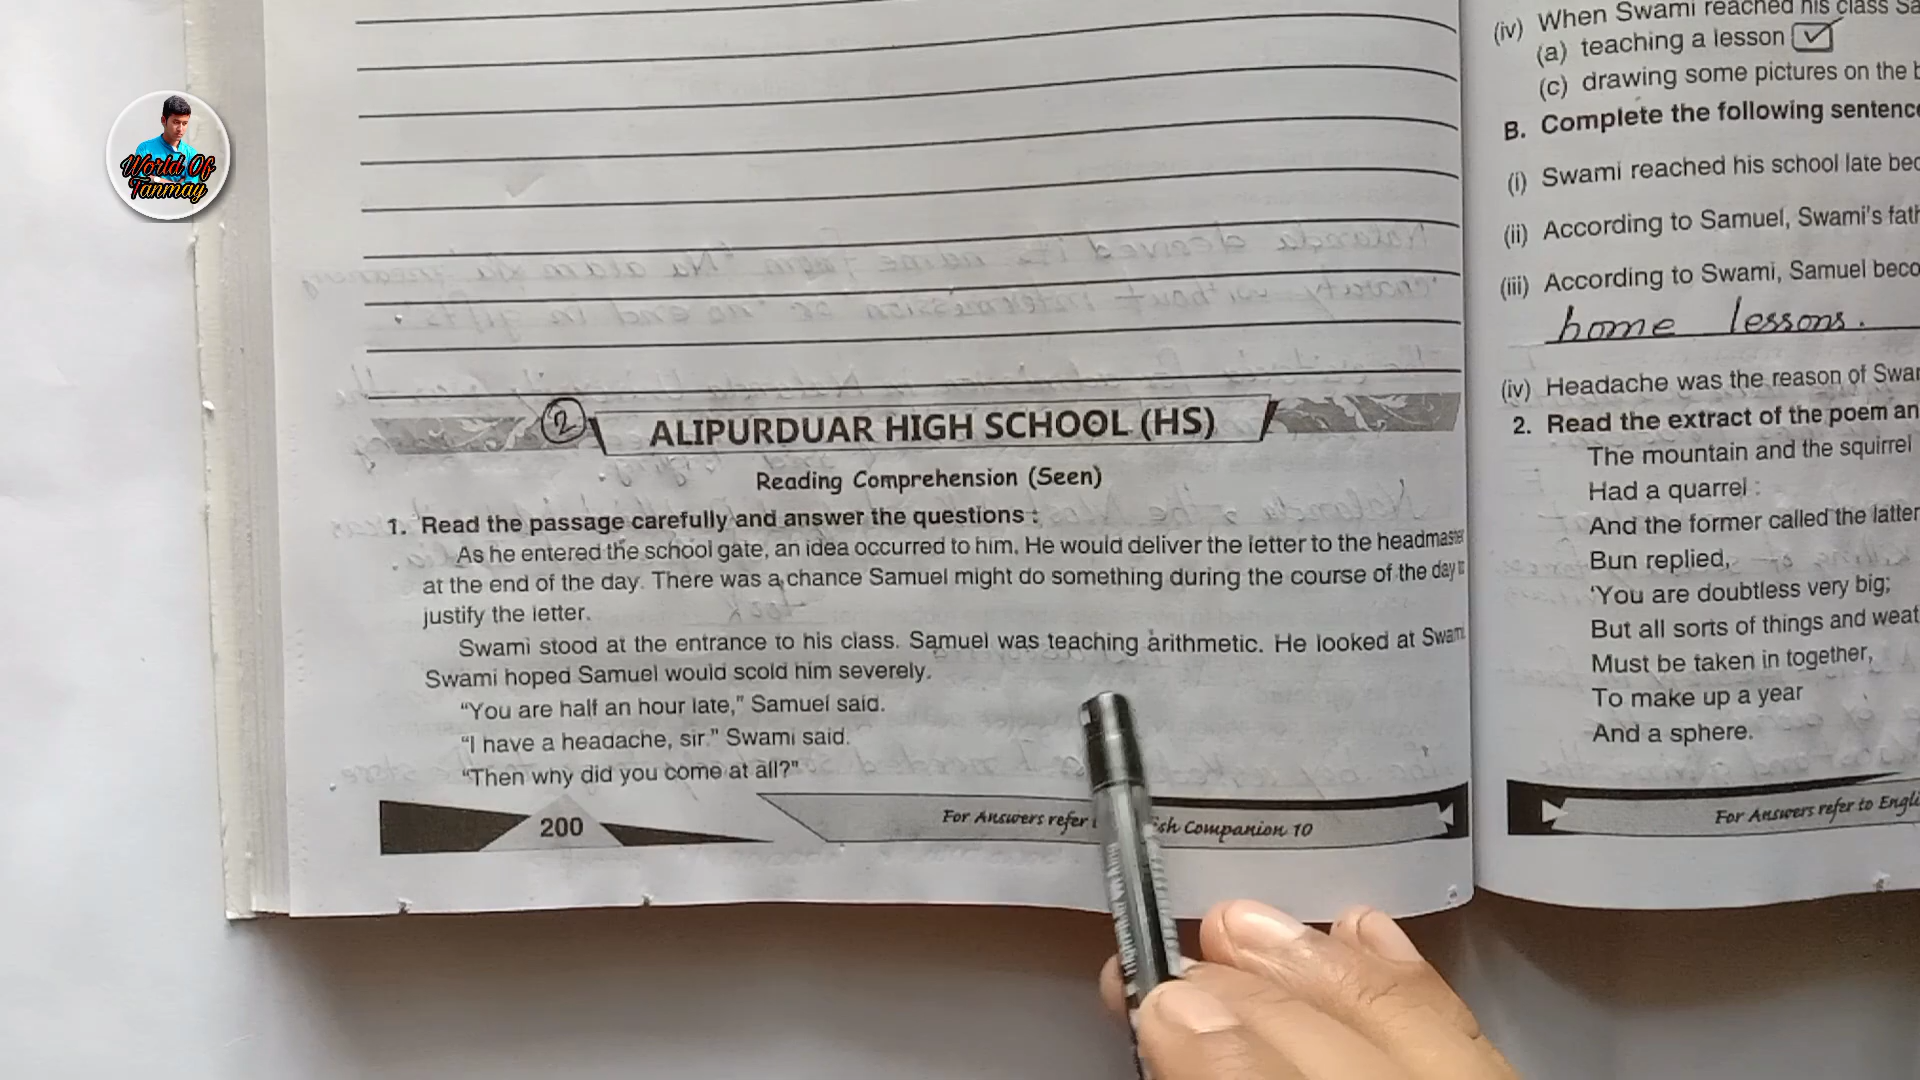 World Of
Tanmay
2
ALIPURDUAR HIGH SCHOOL (HS)
Reading Comprehension (Seen)
1. Read the passage carefully and answer the questions :
As he entered the school gate, an idea occurred to him. He would deliver the letter to the headmaster
at the end of the day. There was a chance Samuel might do something during the course of the day to
justify the letter.
Swami stood at the entrance to his class. Samuel was teaching arithmetic. He looked at Swami
Swami hoped Samuel would scold him severely.
“You are half an hour late,” Samuel said.
“I have a headache, sir.” Swami said.
“Then why did you come at all?”
200
For Answers refer ish Companion 10
(iv) When Swami reached his class Sa
(a) teaching a lesson ✓
(c) drawing some pictures on the b
B. Complete the following sentence
(i) Swami reached his school late bec
(ii) According to Samuel, Swami's fath
(iii) According to Swami, Samuel beco
home lessons.
(iv) Headache was the reason of Swam
2. Read the extract of the poem an
The mountain and the squirrel
Had a quarrel :
And the former called the latter
Bun replied,
‘You are doubtless very big;
But all sorts of things and weat
Must be taken in together,
To make up a year
And a sphere.
For Answers refer to Engli